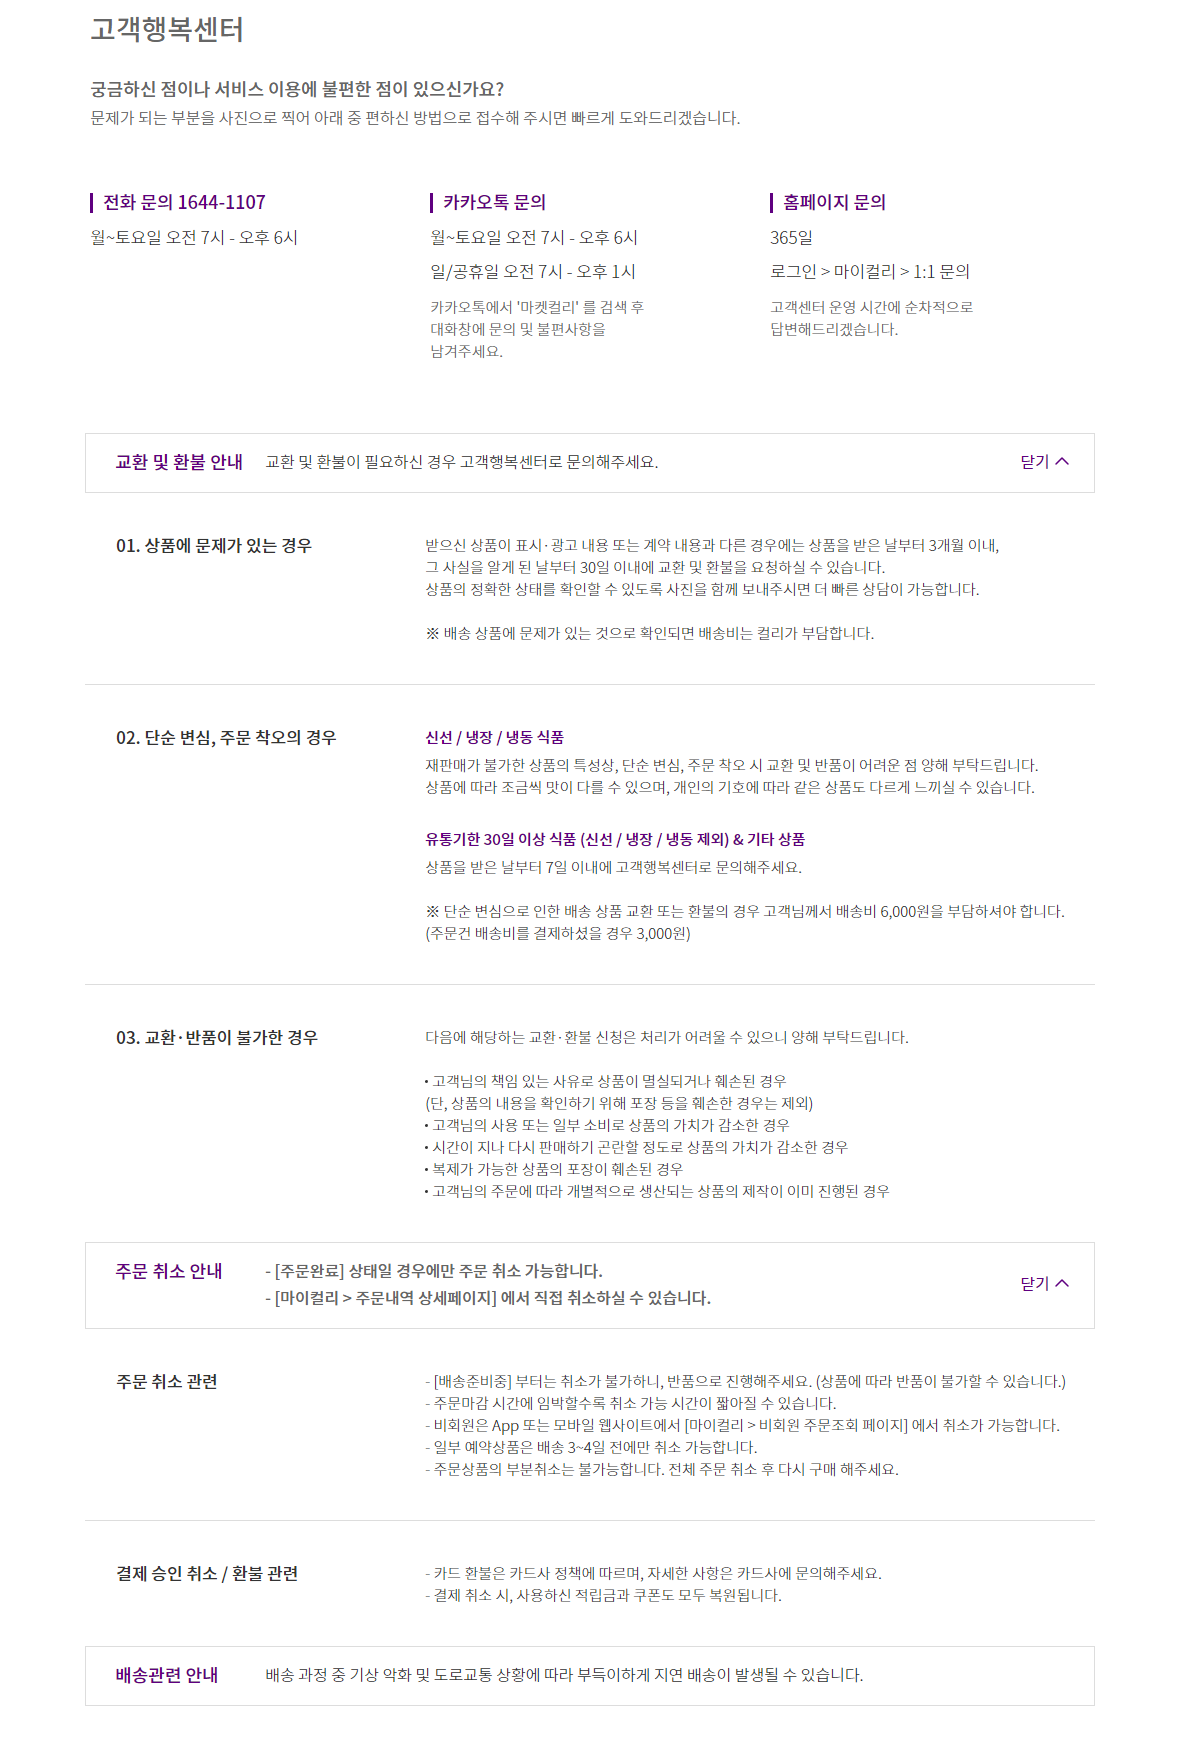 고객행복센터
궁금하신 점이나 서비스 이용에 불편한 점이 있으신가요?
문제가 되는 부분을 사진으로 찍어 아래 중 편하신 방법으로 접수해 주시면 빠르게 도와드리겠습니다.
전화 문의 1644-1107
월~토요일 오전 7시 - 오후 6시
카카오톡 문의
월~토요일 오전 7시 - 오후 6시
일/공휴일 오전 7시 - 오후 1시
카카오톡에서 '마켓컬리' 를 검색 후
대화창에 문의 및 불편사항을
남겨주세요.
홈페이지 문의
365일
로그인 > 마이컬리 > 1:1 문의
고객센터 운영 시간에 순차적으로
답변해드리겠습니다.
교환 및 환불 안내 교환 및 환불이 필요하신 경우 고객행복센터로 문의해주세요. 닫기
01. 상품에 문제가 있는 경우
받으신 상품이 표시·광고 내용 또는 계약 내용과 다른 경우에는 상품을 받은 날부터 3개월 이내,
그 사실을 알게 된 날부터 30일 이내에 교환 및 환불을 요청하실 수 있습니다.
상품의 정확한 상태를 확인할 수 있도록 사진을 함께 보내주시면 더 빠른 상담이 가능합니다.
※ 배송 상품에 문제가 있는 것으로 확인되면 배송비는 컬리가 부담합니다.
02. 단순 변심, 주문 착오의 경우
신선 / 냉장 / 냉동 식품
재판매가 불가한 상품의 특성상, 단순 변심, 주문 착오 시 교환 및 반품이 어려운 점 양해 부탁드립니다.
상품에 따라 조금씩 맛이 다를 수 있으며, 개인의 기호에 따라 같은 상품도 다르게 느끼실 수 있습니다.
유통기한 30일 이상 식품 (신선 / 냉장 / 냉동 제외) & 기타 상품
상품을 받은 날부터 7일 이내에 고객행복센터로 문의해주세요.
※ 단순 변심으로 인한 배송 상품 교환 또는 환불의 경우 고객님께서 배송비 6,000원을 부담하셔야 합니다.
(주문건 배송비를 결제하셨을 경우 3,000원)
03. 교환·반품이 불가한 경우
다음에 해당하는 교환·환불 신청은 처리가 어려울 수 있으니 양해 부탁드립니다.
• 고객님의 책임 있는 사유로 상품이 멸실되거나 훼손된 경우
(단, 상품의 내용을 확인하기 위해 포장 등을 훼손한 경우는 제외)
• 고객님의 사용 또는 일부 소비로 상품의 가치가 감소한 경우
• 시간이 지나 다시 판매하기 곤란할 정도로 상품의 가치가 감소한 경우
• 복제가 가능한 상품의 포장이 훼손된 경우
• 고객님의 주문에 따라 개별적으로 생산되는 상품의 제작이 이미 진행된 경우
주문 취소 안내 - [주문완료] 상태일 경우에만 주문 취소 가능합니다.
- [마이컬리 > 주문내역 상세페이지] 에서 직접 취소하실 수 있습니다.
닫기
주문 취소 관련
- [배송준비중] 부터는 취소가 불가하니, 반품으로 진행해주세요. (상품에 따라 반품이 불가할 수 있습니다.)
- 주문마감 시간에 임박할수록 취소 가능 시간이 짧아질 수 있습니다.
- 비회원은 App 또는 모바일 웹사이트에서 [마이컬리 > 비회원 주문조회 페이지] 에서 취소가 가능합니다.
- 일부 예약상품은 배송 3~4일 전에만 취소 가능합니다.
- 주문상품의 부분취소는 불가능합니다. 전체 주문 취소 후 다시 구매 해주세요.
결제 승인 취소 / 환불 관련
- 카드 환불은 카드사 정책에 따르며, 자세한 사항은 카드사에 문의해주세요.
- 결제 취소 시, 사용하신 적립금과 쿠폰도 모두 복원됩니다.
배송관련 안내 배송 과정 중 기상 악화 및 도로교통 상황에 따라 부득이하게 지연 배송이 발생될 수 있습니다.